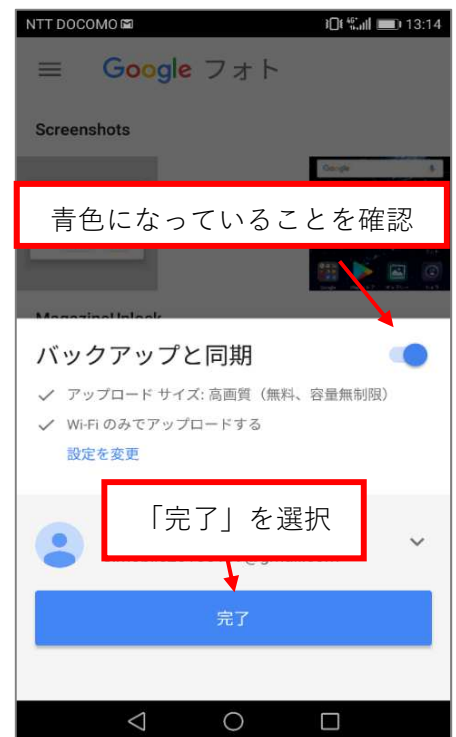 NTT DOCOMO 4G 13:14
Google フォト
Screenshots
Google
青色になっていることを確認
バックアップと同期
✓ アップロード サイズ: 高画質（無料、容量無制限）
✓ Wi-Fi のみでアップロードする
設定を変更
「完了」を選択
完了